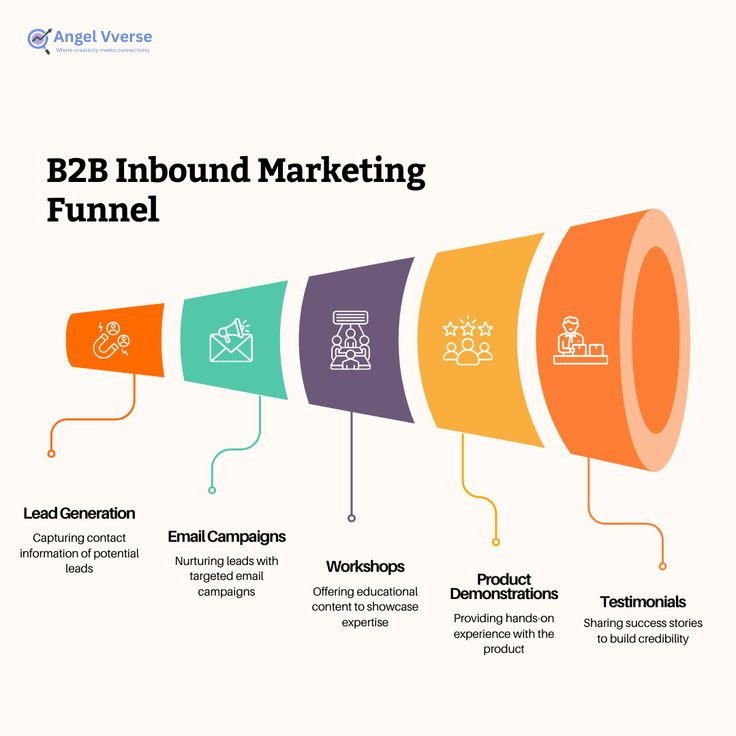 Angel Vverse
Where creativity meets connectivity
B2B Inbound Marketing
Funnel
Lead Generation
Capturing contact
information of potential
leads
Email Campaigns
Nurturing leads with
targeted email
campaigns
Workshops
Offering educational
content to showcase
expertise
Product
Demonstrations
Providing hands-on
experience with the
product
Testimonials
Sharing success stories
to build credibility